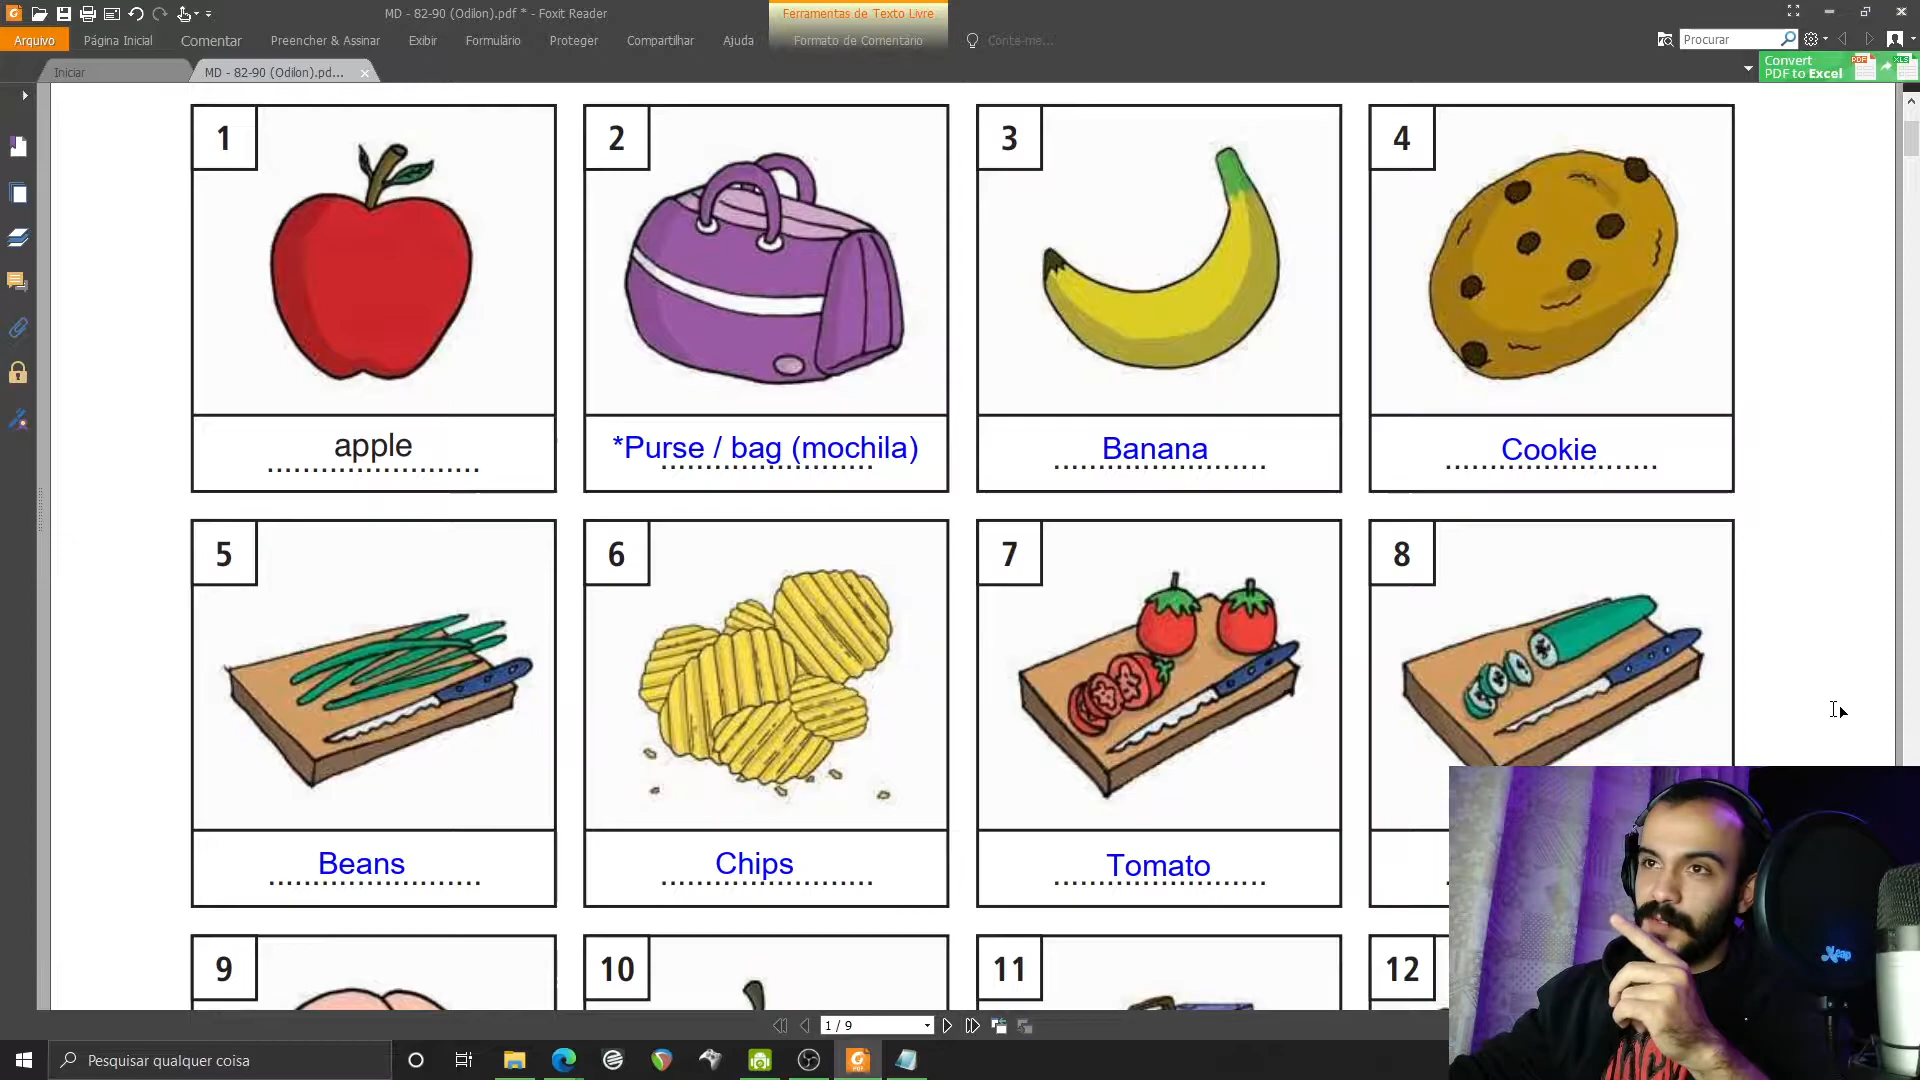 MD - 82-90 (Odilon).pdf * - Foxit Reader
Ferramentas de Texto Livre
Arquivo
Página Inicial
Comentar
Preencher & Assinar
Exibir
Formulário
Proteger
Compartilhar
Ajuda
Formato de Comentário
Conte-me...
Procurar
Iniciar
MD - 82-90 (Odilon).pd...
Convert
PDF to Excel
1
2
3
4
apple
*Purse / bag (mochila)
Banana
Cookie
5
6
7
8
Beans
Chips
Tomato
9
10
11
12
1 / 9
Pesquisar qualquer coisa